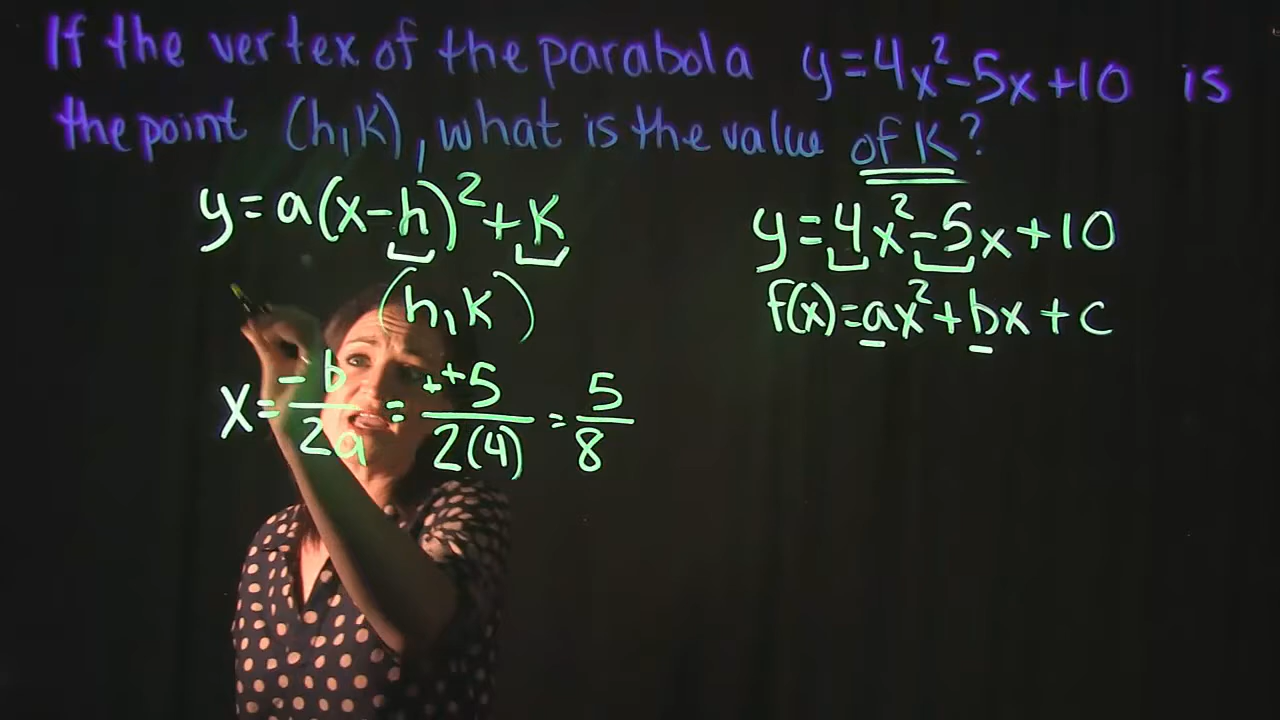 If the vertex of the parabola y=4x²-5x+10 is
the point (h,k), what is the value of k?
y=a(x-h)²+k
(h,k)
x=-b/2a=++5/2(4)=5/8
y=4x²-5x+10
f(x)=ax²+bx+c